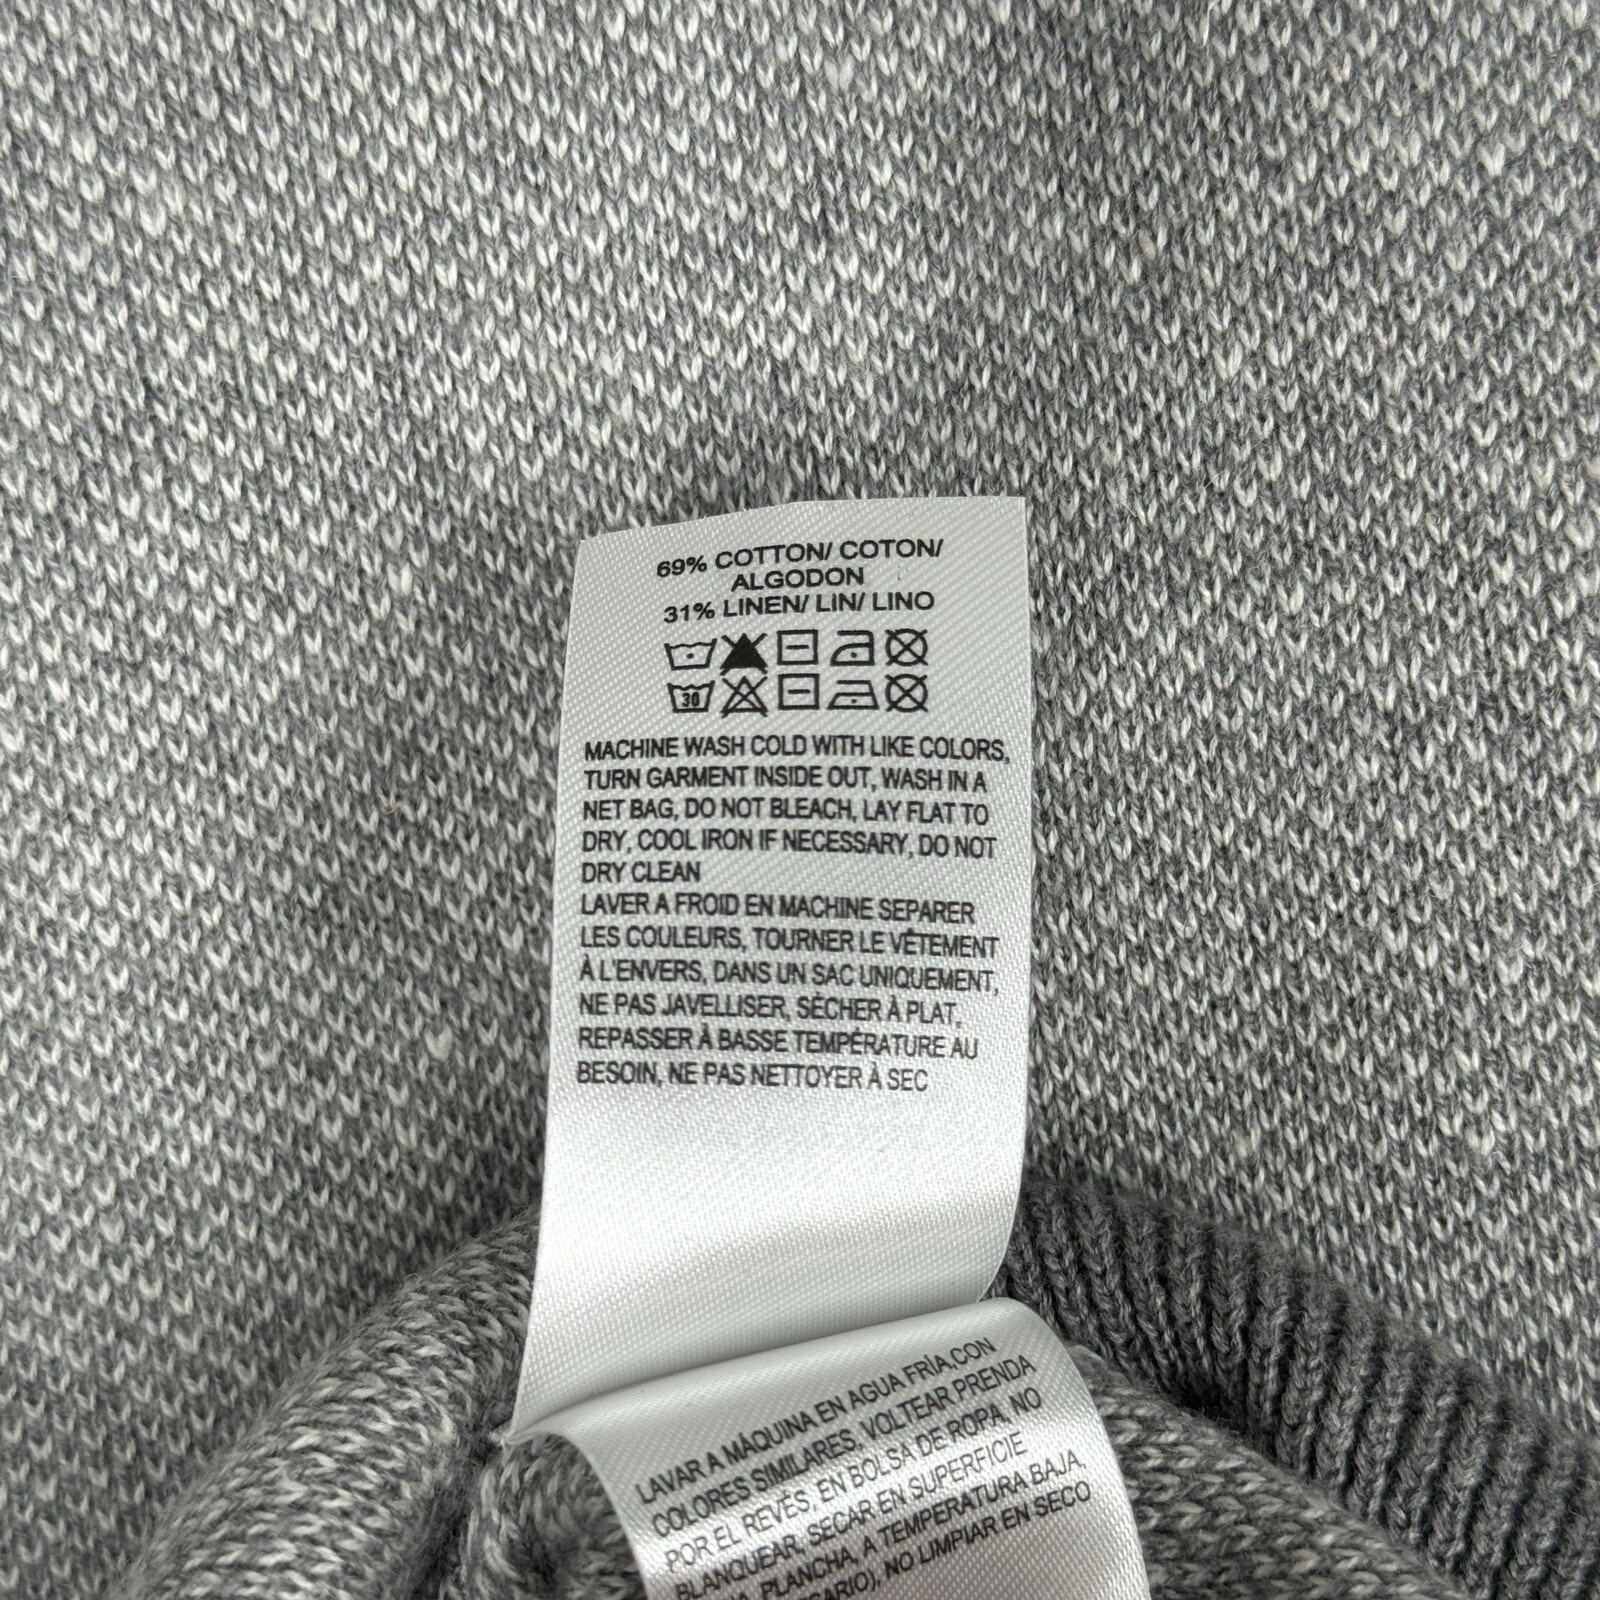 69% COTTON/ COTON/
ALGODON
31% LINEN/ LIN/ LINO
30
MACHINE WASH COLD WITH LIKE COLORS,
TURN GARMENT INSIDE OUT, WASH IN A
NET BAG, DO NOT BLEACH, LAY FLAT TO
DRY, COOL IRON IF NECESSARY, DO NOT
DRY CLEAN
LAVER A FROID EN MACHINE SEPARER
LES COULEURS, TOURNER LE VÊTEMENT
À L'ENVERS, DANS UN SAC UNIQUEMENT,
NE PAS JAVELLISER, SÉCHER À PLAT,
REPASSER À BASSE TEMPÉRATURE AU
BESOIN, NE PAS NETTOYER À SEC
LAVAR A MÁQUINA EN AGUA FRÍA,CON
COLORES SIMILARES, VOLTEAR PRENDA
POR EL REVÉS, EN BOLSA DE ROPA, NO
BLANQUEAR, SECAR EN SUPERFICIE
PLANCHA, A TEMPERATURA BAJA,
NO LIMPIAR EN SECO